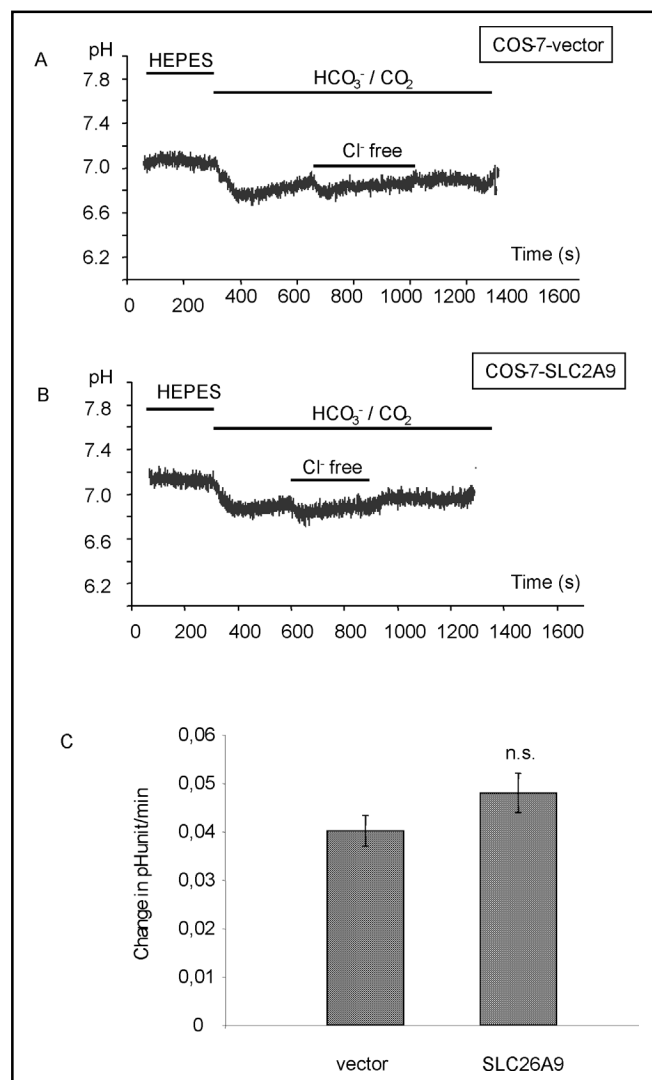 A
pH
HEPES
COS-7-vector
HCO₃⁻ / CO₂
Cl⁻ free
7.8
7.4
7.0
6.6
6.2
Time (s)
0 200 400 600 800 1000 1200 1400 1600
B
pH
HEPES
COS-7-SLC2A9
HCO₃⁻ / CO₂
Cl⁻ free
7.8
7.4
7.0
6.6
6.2
Time (s)
0 200 400 600 800 1000 1200 1400 1600
C
Change in pHunit/min
0,06
0,05
0,04
0,03
0,02
0,01
0
n.s.
vector SLC26A9